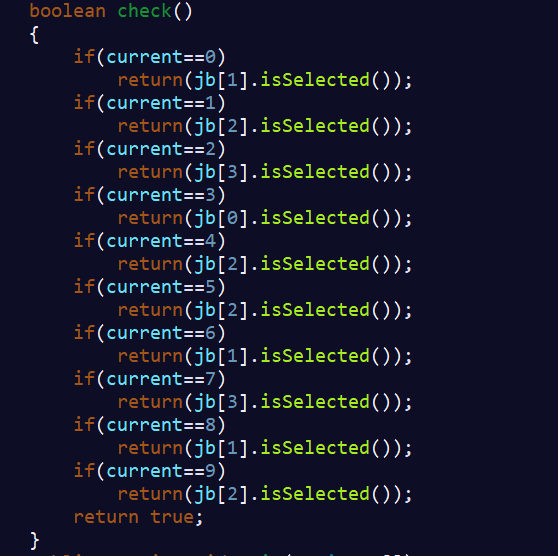 boolean check()
{
if(current==0)
return(jb[1].isSelected());
if(current==1)
return(jb[2].isSelected());
if(current==2)
return(jb[3].isSelected());
if(current==3)
return(jb[0].isSelected());
if(current==4)
return(jb[2].isSelected());
if(current==5)
return(jb[2].isSelected());
if(current==6)
return(jb[1].isSelected());
if(current==7)
return(jb[3].isSelected());
if(current==8)
return(jb[1].isSelected());
if(current==9)
return(jb[2].isSelected());
return true;
}